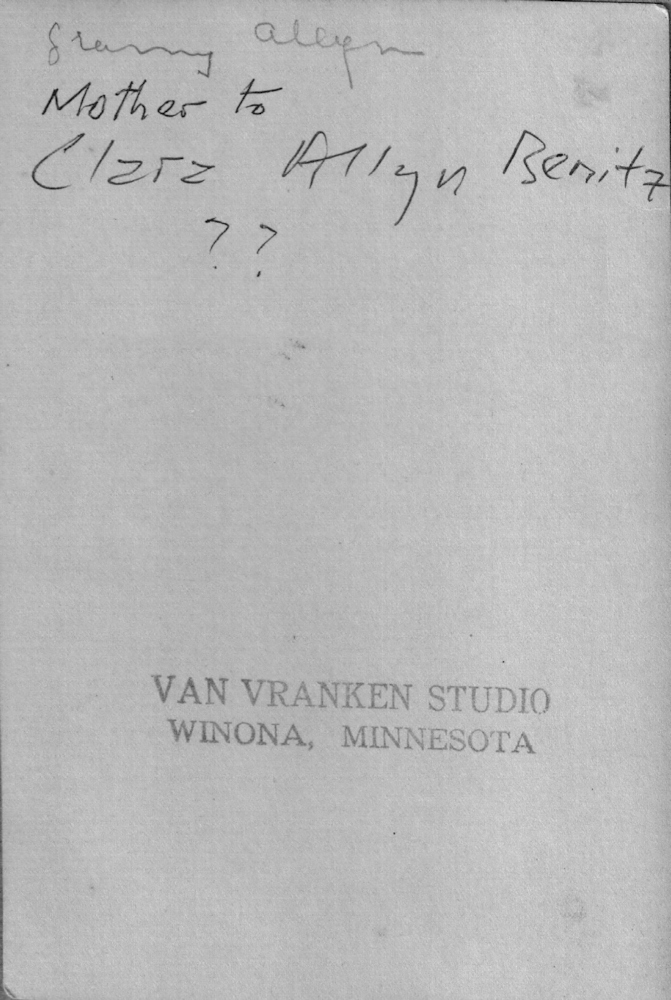 Granny Allyn
Mother to
Clara Allyn Benitz
??
VAN VRANKEN STUDIO
WINONA, MINNESOTA